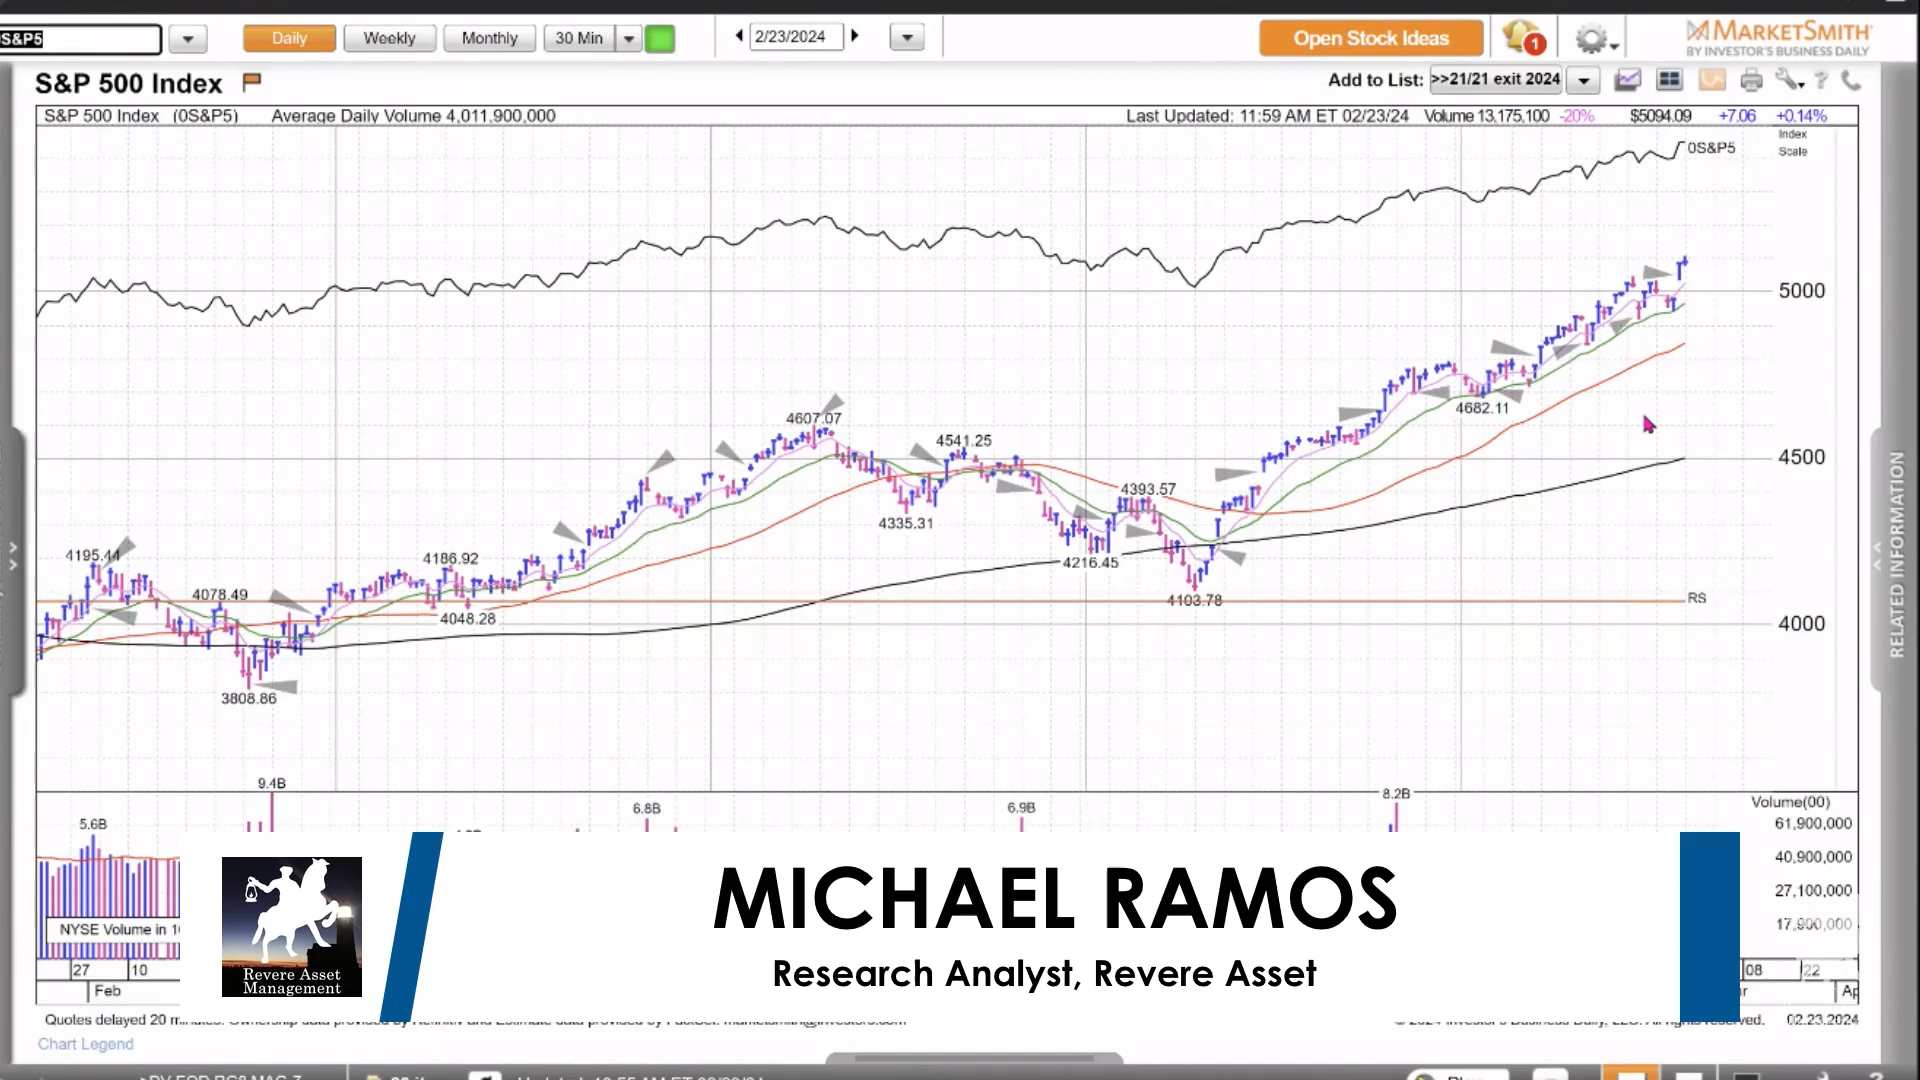 0S&P5
Daily
Weekly
Monthly
30 Min
2/23/2024
Open Stock Ideas
1
MARKETSMITH
BY INVESTOR'S BUSINESS DAILY
S&P 500 Index
Add to List:
>>21/21 exit 2024
S&P 500 Index (0S&P5) Average Daily Volume 4,011,900,000
Last Updated: 11:59 AM ET 02/23/24 Volume 13,175,100 -20% $5094.09 +7.06 +0.14%
Index
Scale
0S&P5
5000
4682.11
4607.07
4541.25
4500
4393.57
4335.31
4195.44
4186.92
4216.45
4078.49
4048.28
4103.78
RS
4000
3808.86
RELATED INFORMATION
9.4B
6.8B
6.9B
8.2B
5.6B
Volume(00)
61,900,000
40,900,000
27,100,000
17,900,000
NYSE Volume in
27
10
Feb
08
22
Revere Asset
Management
MICHAEL RAMOS
Research Analyst, Revere Asset
Quotes delayed 20
02.23.2024
Chart Legend